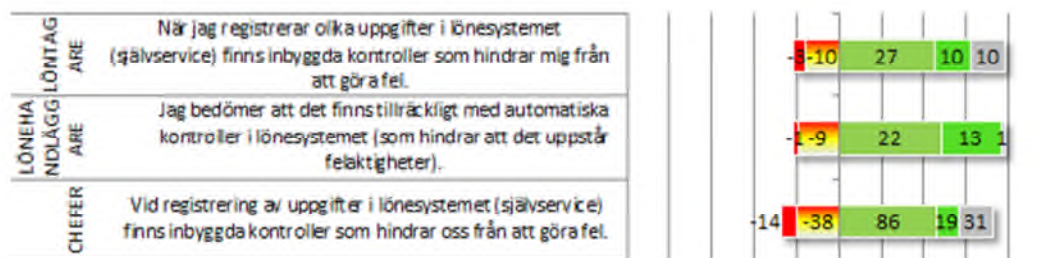 LÖNTAG
ARE
När jag registrerar olika uppgifter i lönesystemet
(självservice) finns inbyggda kontroller som hindrar mig från
att göra fel.
-3 -10 27 10 10
LÖNEHA
NDLÄGG
ARE
Jag bedömer att det finns tillräckligt med automatiska
kontroller i lönesystemet (som hindrar att det uppstår
felaktigheter).
-1 -9 22 13 1
CHEFER
Vid registrering av uppgifter i lönesystemet (självservice)
finns inbyggda kontroller som hindrar oss från att göra fel.
-14 -38 86 19 31